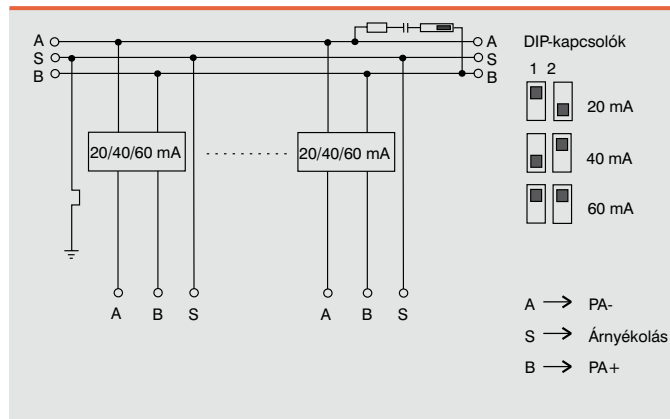 A
A
DIP-kapcsolók
S
S
B
B
1 2
20 mA
20/40/60 mA
20/40/60 mA
40 mA
60 mA
A B S
A B S
A → PA-
S → Árnyékolás
B → PA+